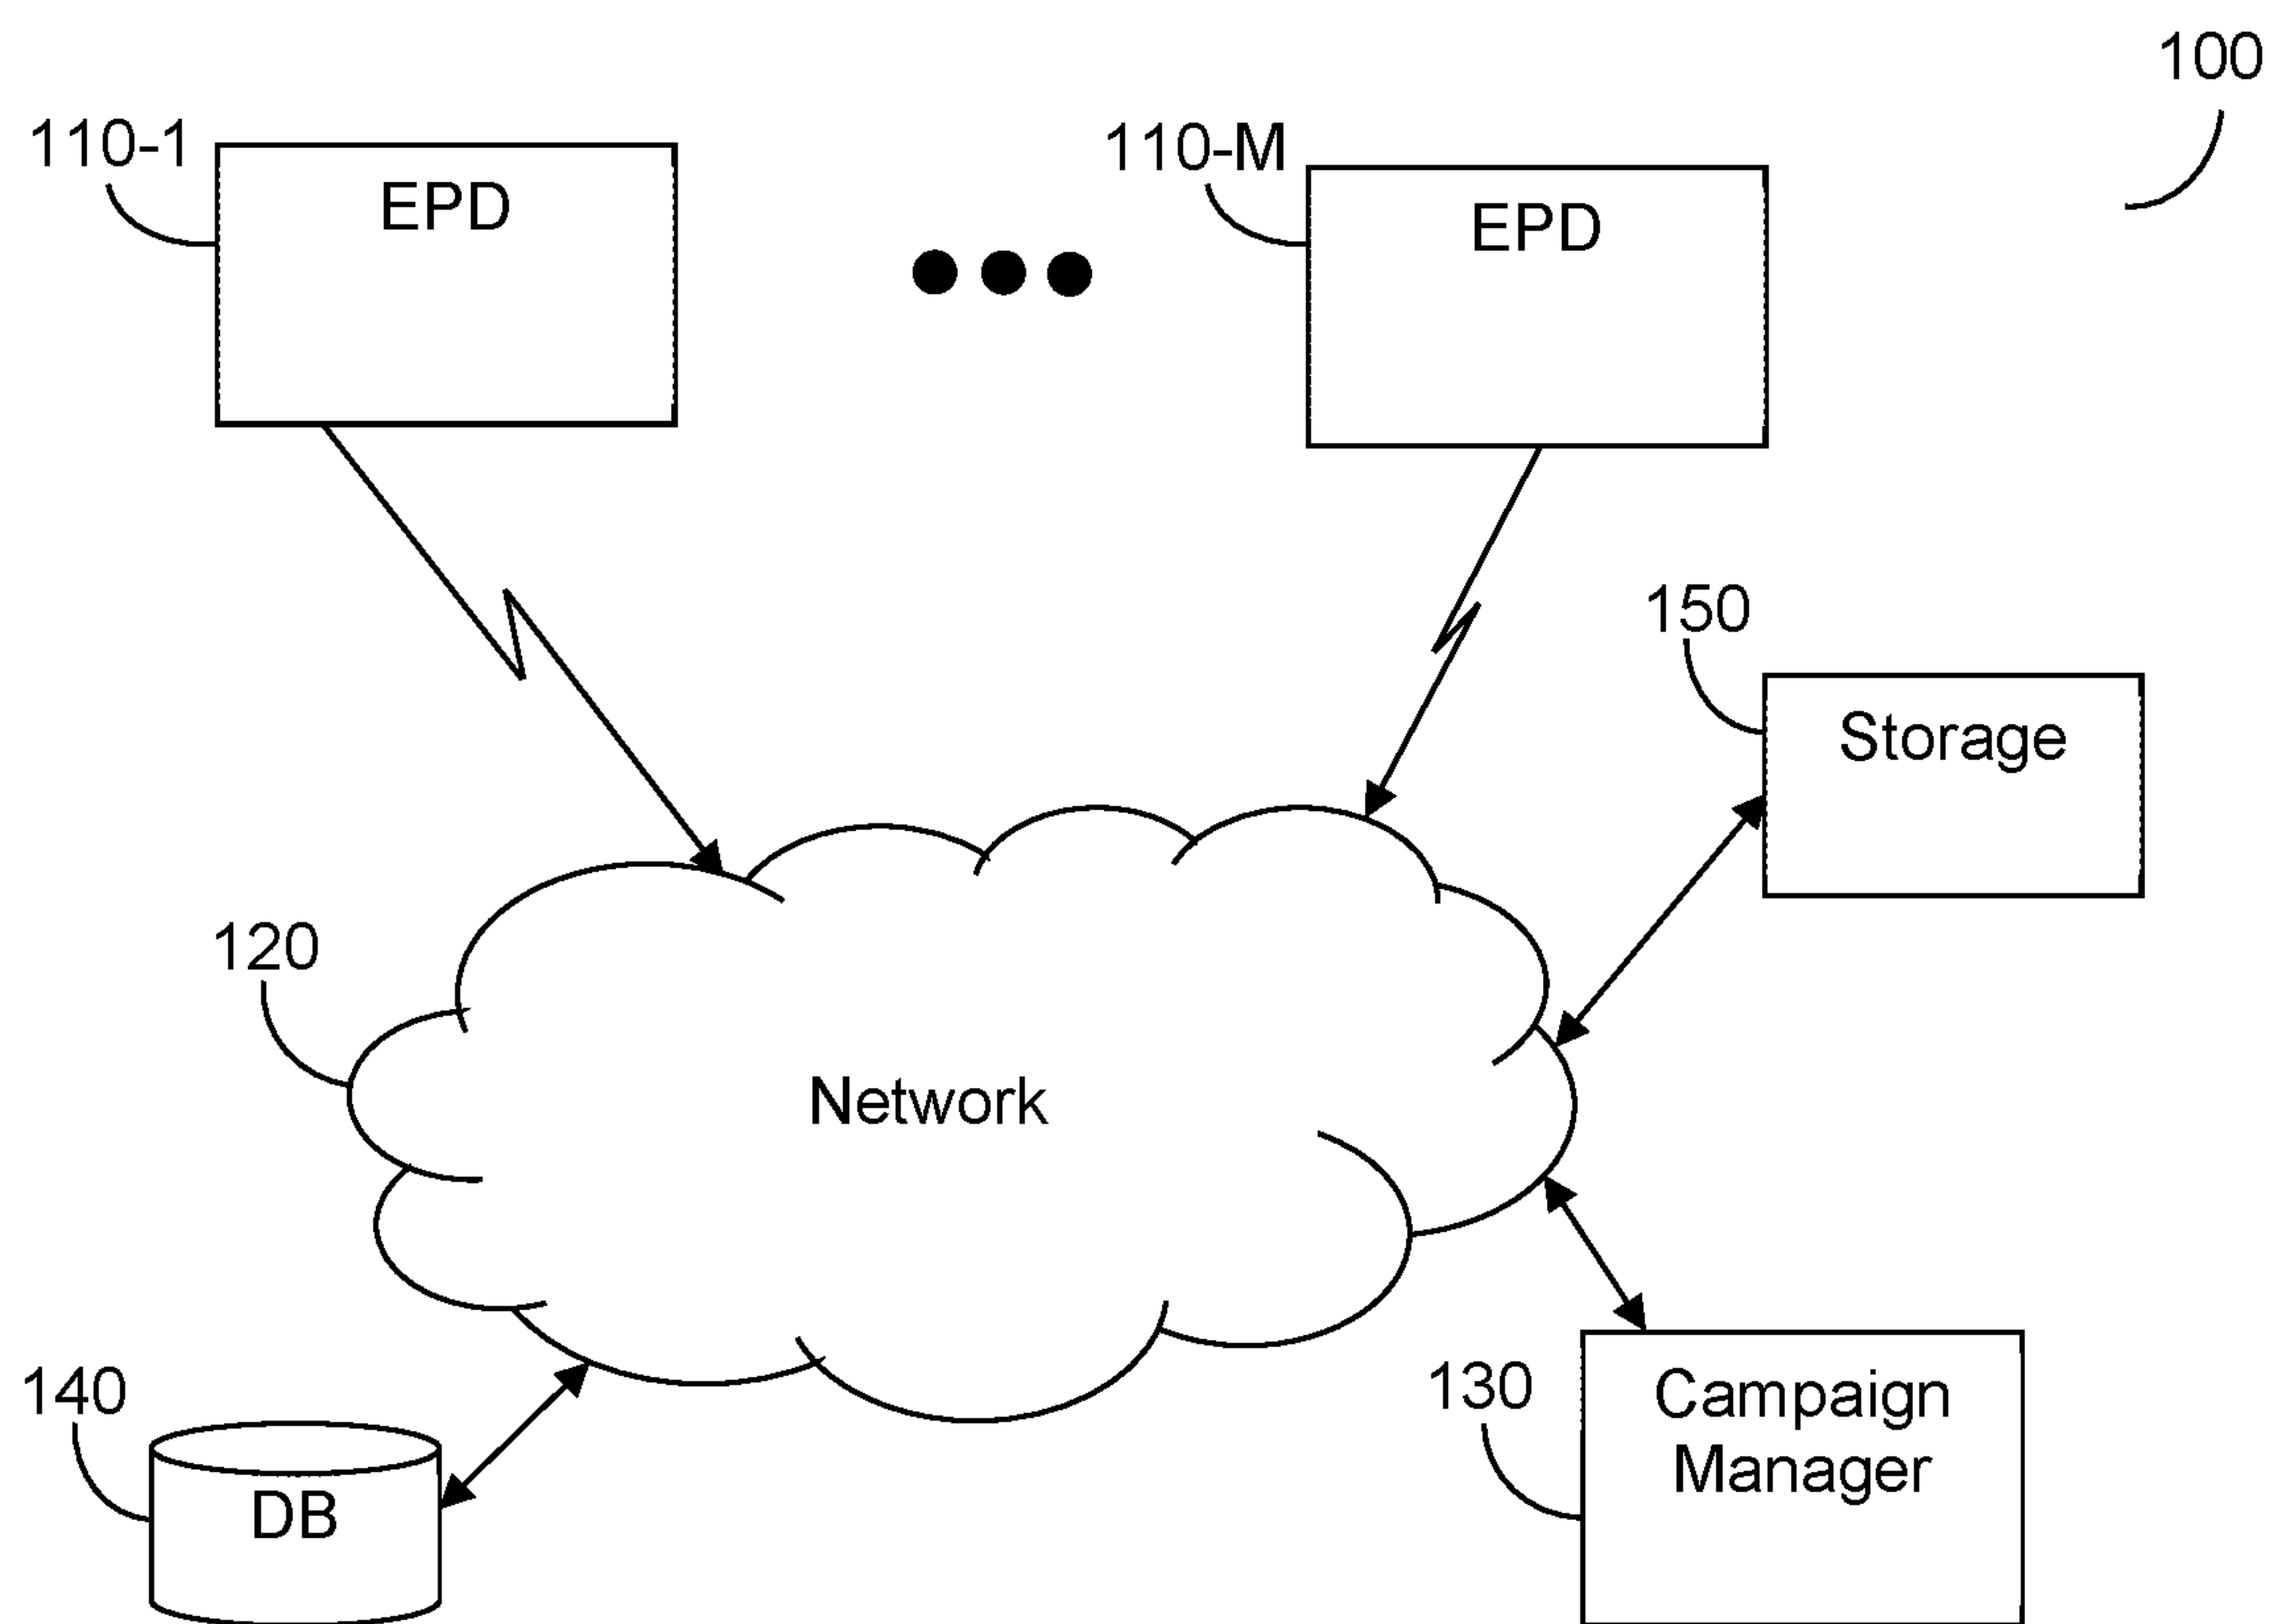 100
110-1
EPD
110-M
EPD
150
Storage
120
Network
140
DB
130
Campaign
Manager